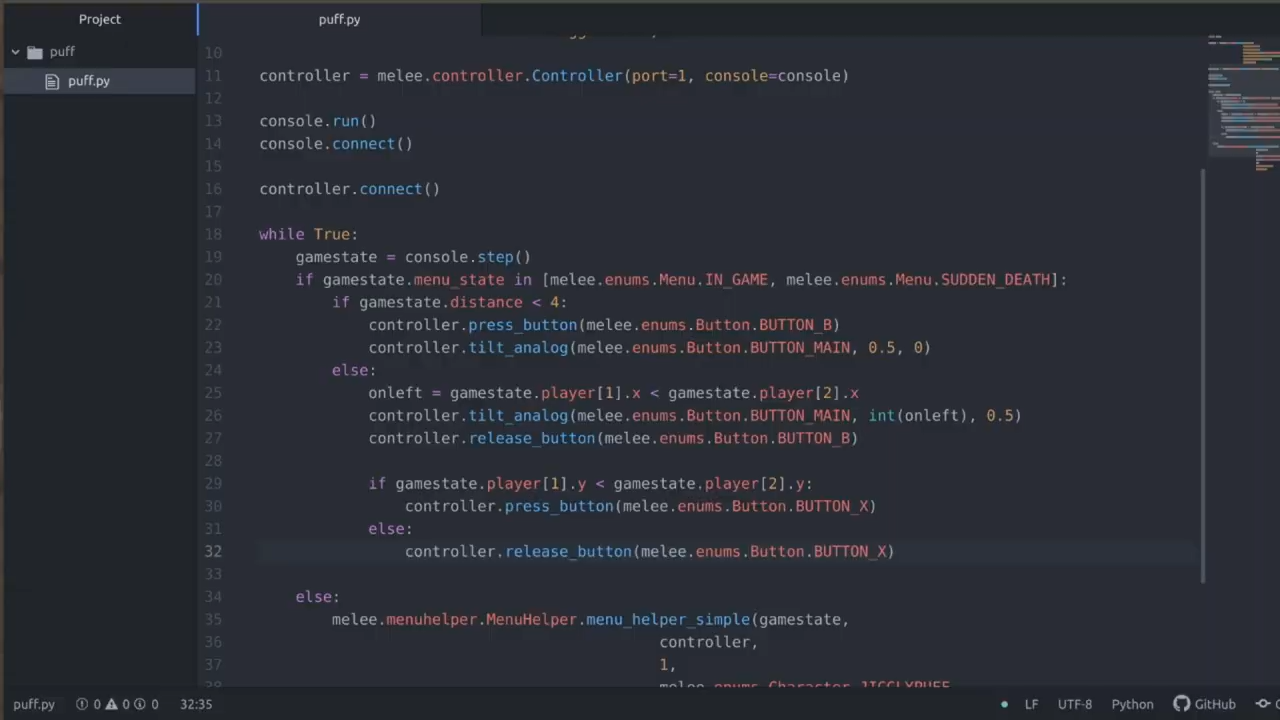 Project
puff.py
puff
puff.py
10
11 controller = melee.controller.Controller(port=1, console=console)
12
13 console.run()
14 console.connect()
15
16 controller.connect()
17
18 while True:
19 gamestate = console.step()
20 if gamestate.menu_state in [melee.enums.Menu.IN_GAME, melee.enums.Menu.SUDDEN_DEATH]:
21 if gamestate.distance < 4:
22 controller.press_button(melee.enums.Button.BUTTON_B)
23 controller.tilt_analog(melee.enums.Button.BUTTON_MAIN, 0.5, 0)
24 else:
25 onleft = gamestate.player[1].x < gamestate.player[2].x
26 controller.tilt_analog(melee.enums.Button.BUTTON_MAIN, int(onleft), 0.5)
27 controller.release_button(melee.enums.Button.BUTTON_B)
28
29 if gamestate.player[1].y < gamestate.player[2].y:
30 controller.press_button(melee.enums.Button.BUTTON_X)
31 else:
32 controller.release_button(melee.enums.Button.BUTTON_X)
33
34 else:
35 melee.menuhelper.MenuHelper.menu_helper_simple(gamestate,
36 controller,
37 1,
38 melee.enums.Character.JIGGLYPUFF
puff.py 0 0 0 32:35 LF UTF-8 Python GitHub